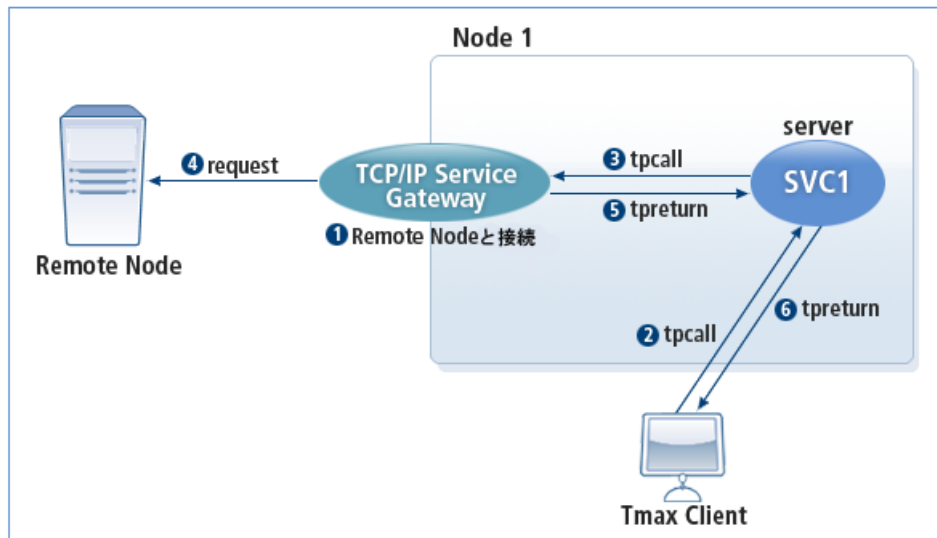 Node 1
server
❹ request
TCP/IP Service
Gateway
❸ tpcall
SVC1
❺ tpreturn
❶ Remote Nodeと接続
Remote Node
❷ tpcall
❻ tpreturn
Tmax Client